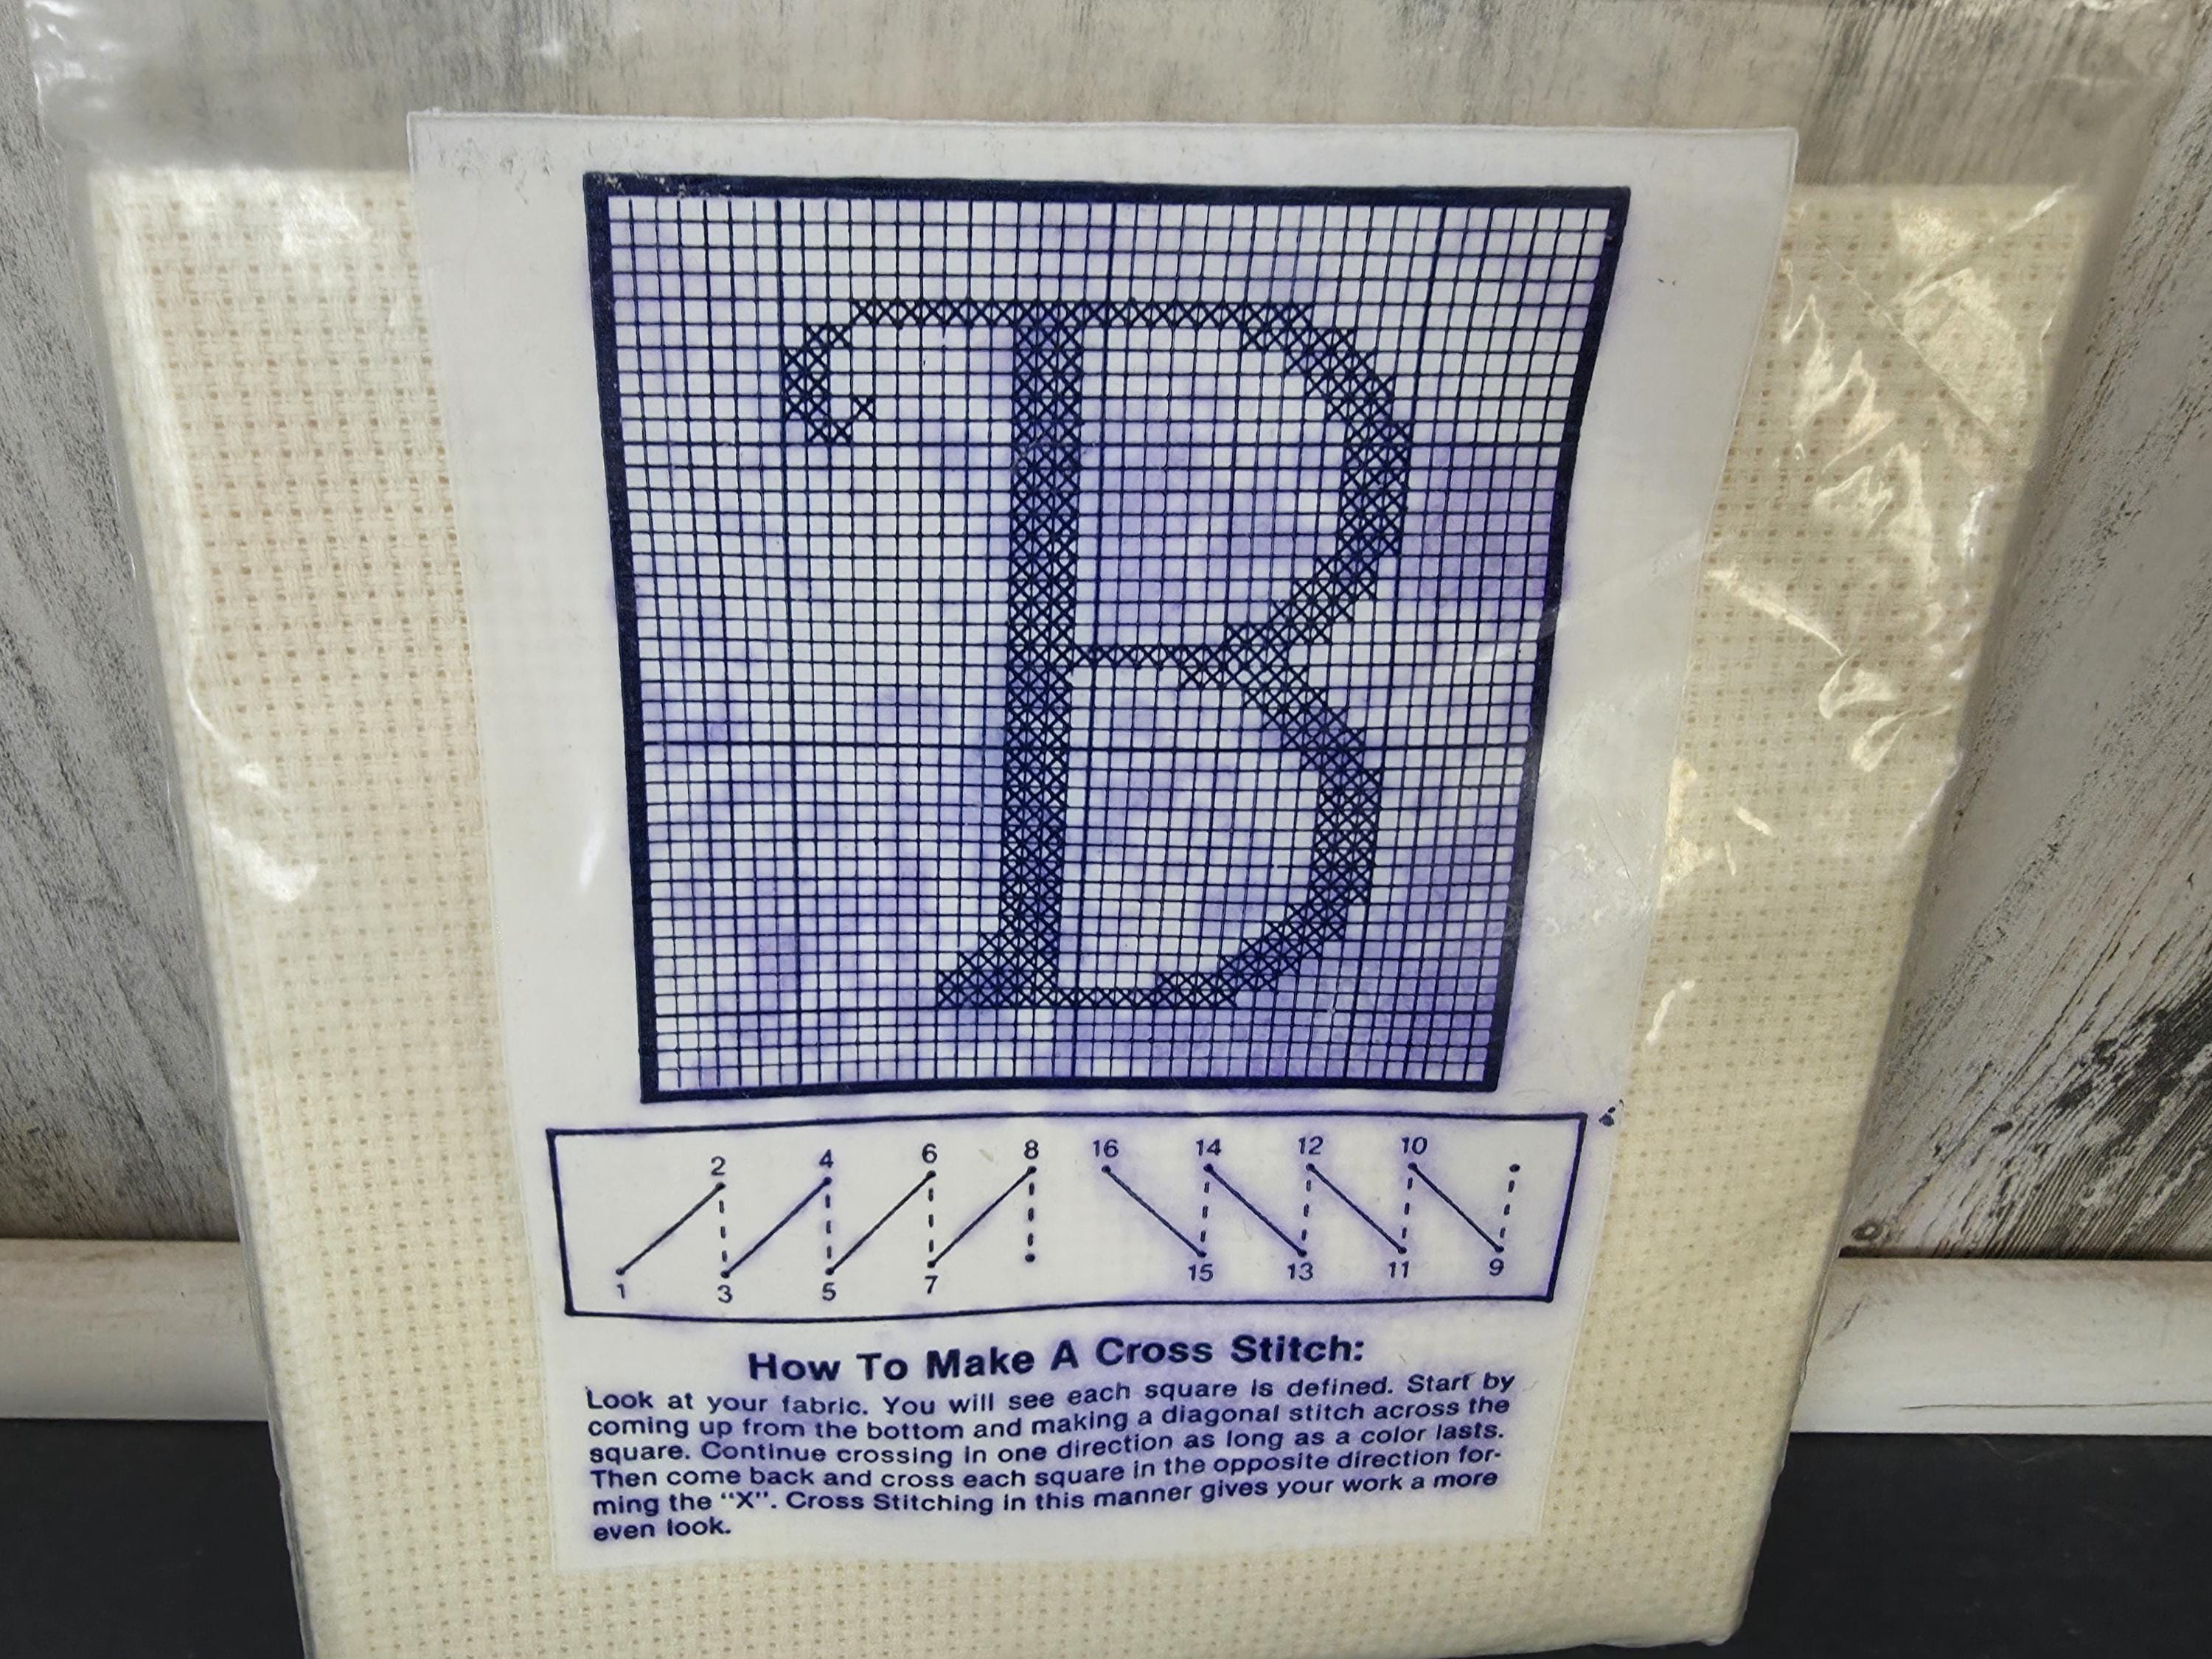 B
2 4 6 8 16 14 12 10
1 3 5 7 15 13 11 9
How To Make A Cross Stitch:
Look at your fabric. You will see each square is defined. Start by
coming up from the bottom and making a diagonal stitch across the
square. Continue crossing in one direction as long as a color lasts.
Then come back and cross each square in the opposite direction for-
ming the "X". Cross Stitching in this manner gives your work a more
even look.